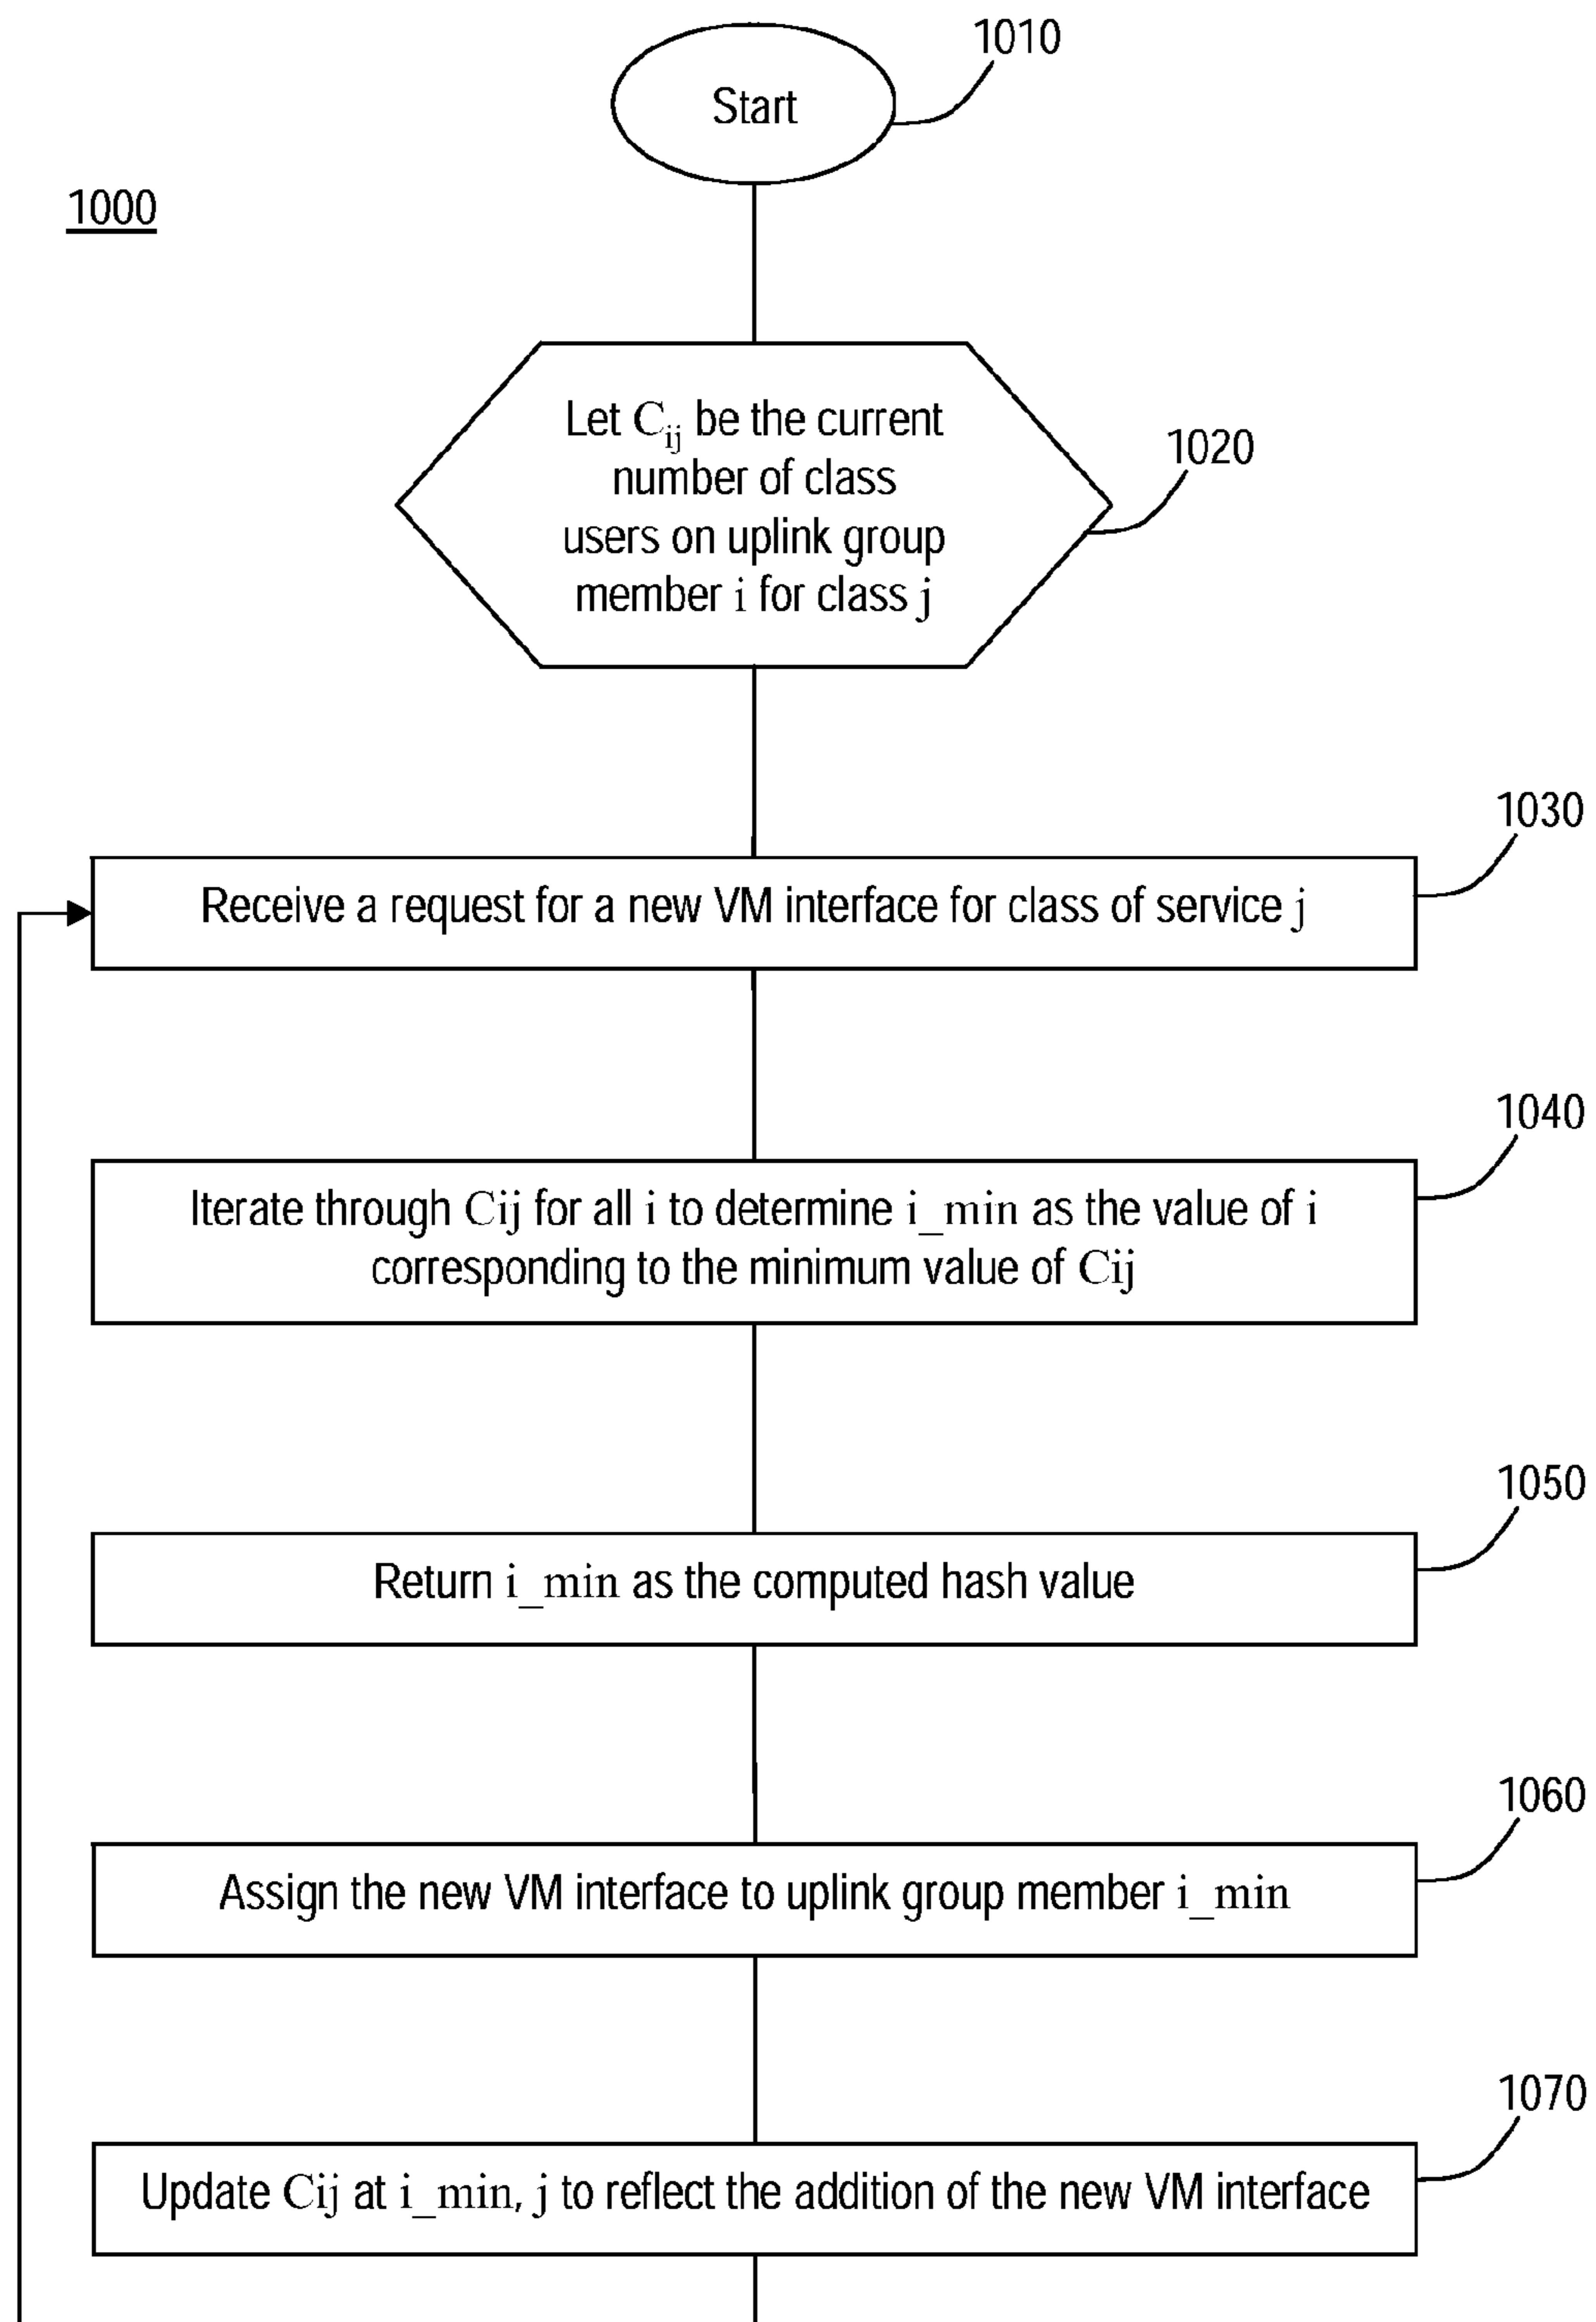 1010
Start
1000
Let Cij be the current
number of class
users on uplink group
member i for class j
1020
1030
Receive a request for a new VM interface for class of service j
1040
Iterate through Cij for all i to determine i_min as the value of i
corresponding to the minimum value of Cij
1050
Return i_min as the computed hash value
1060
Assign the new VM interface to uplink group member i_min
1070
Update Cij at i_min, j to reflect the addition of the new VM interface